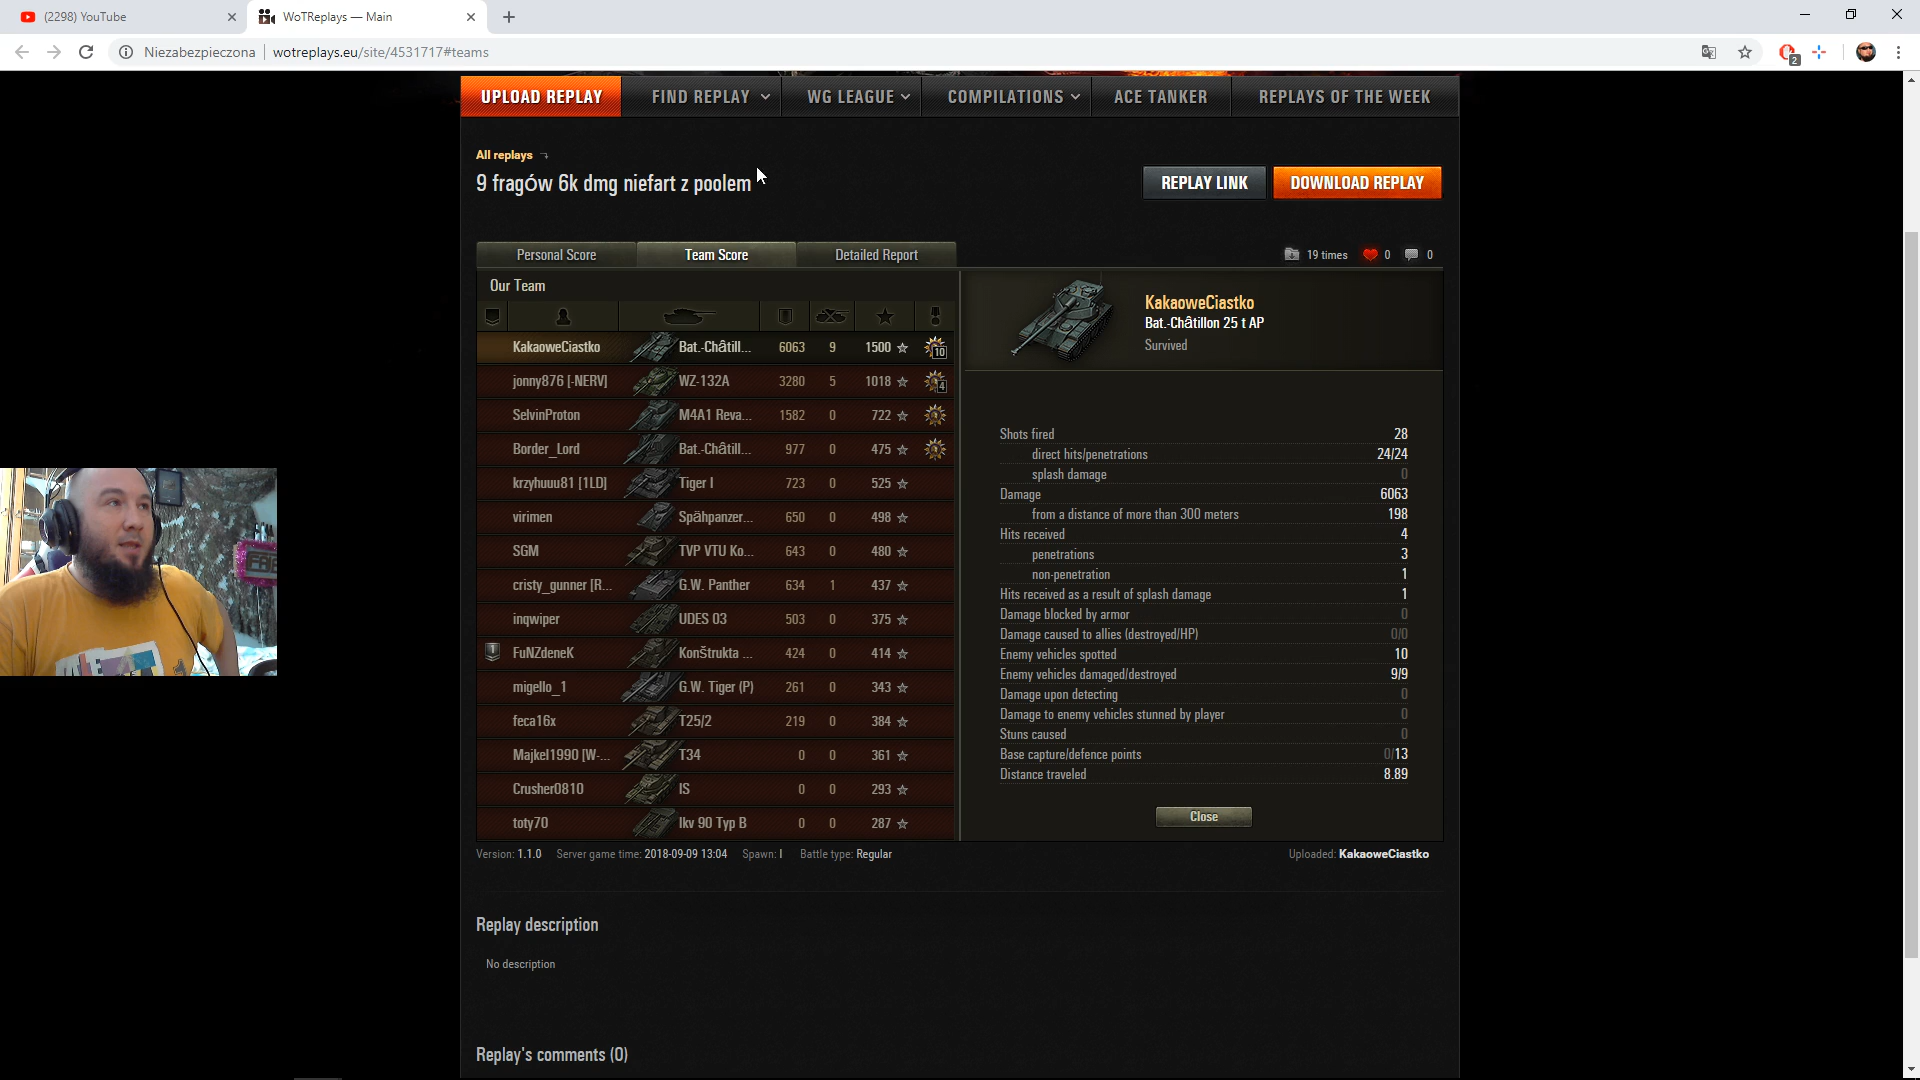 (2298) YouTube
WoTReplays — Main
Niezabezpieczona
wotreplays.eu/site/4531717#teams
2
UPLOAD REPLAY
FIND REPLAY
WG LEAGUE
COMPILATIONS
ACE TANKER
REPLAYS OF THE WEEK
All replays
9 fragów 6k dmg niefart z poolem
REPLAY LINK
DOWNLOAD REPLAY
Personal Score
Team Score
Detailed Report
19 times
0
0
Our Team
KakaoweCiastko Bat.-Châtill... 6063 9 1500 10
jonny876 [-NERV] WZ-132A 3280 5 1018 4
SelvinProton M4A1 Reva... 1582 0 722
Border_Lord Bat.-Châtill... 977 0 475
krzyhuuu81 [1LD] Tiger I 723 0 525
virimen Spähpanzer... 650 0 498
SGM TVP VTU Ko... 643 0 480
cristy_gunner [R... G.W. Panther 634 1 437
inqwiper UDES 03 503 0 375
1 FuNZdeneK Konštrukta ... 424 0 414
migello_1 G.W. Tiger (P) 261 0 343
feca16x T25/2 219 0 384
Majkel1990 [W-... T34 0 0 361
Crusher0810 IS 0 0 293
toty70 Ikv 90 Typ B 0 0 287
KakaoweCiastko
Bat.-Châtillon 25 t AP
Survived
Shots fired 28
direct hits/penetrations 24/24
splash damage 0
Damage 6063
from a distance of more than 300 meters 198
Hits received 4
penetrations 3
non-penetration 1
Hits received as a result of splash damage 1
Damage blocked by armor 0
Damage caused to allies (destroyed/HP) 0/0
Enemy vehicles spotted 10
Enemy vehicles damaged/destroyed 9/9
Damage upon detecting 0
Damage to enemy vehicles stunned by player 0
Stuns caused 0
Base capture/defence points 0/13
Distance traveled 8.89
Close
Version: 1.1.0 Server game time: 2018-09-09 13:04 Spawn: I Battle type: Regular
Uploaded: KakaoweCiastko
Replay description
No description
Replay's comments (0)